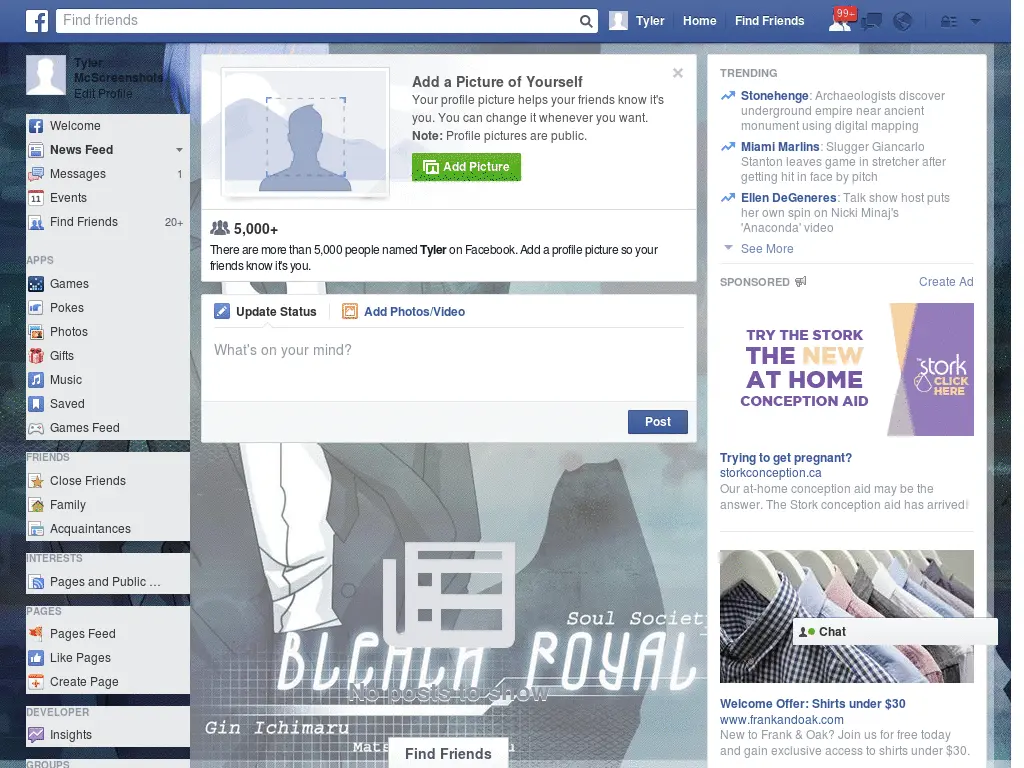 Find friends
Tyler
Home
Find Friends
99+
Tyler
McScreenshots
Edit Profile
Welcome
News Feed
Messages
1
11
Events
Find Friends
20+
APPS
Games
Pokes
Photos
Gifts
Music
Saved
Games Feed
FRIENDS
Close Friends
Family
Acquaintances
INTERESTS
Pages and Public ...
PAGES
Pages Feed
Like Pages
Create Page
DEVELOPER
Insights
GROUPS
Add a Picture of Yourself
Your profile picture helps your friends know it's
you. You can change it whenever you want.
Note: Profile pictures are public.
Add Picture
5,000+
There are more than 5,000 people named Tyler on Facebook. Add a profile picture so your
friends know it's you.
Update Status
Add Photos/Video
What's on your mind?
Post
Soul Society
BLEACH ROYAL
No posts to show
Gin Ichimaru
Find Friends
TRENDING
Stonehenge: Archaeologists discover
underground empire near ancient
monument using digital mapping
Miami Marlins: Slugger Giancarlo
Stanton leaves game in stretcher after
getting hit in face by pitch
Ellen DeGeneres: Talk show host puts
her own spin on Nicki Minaj's
'Anaconda' video
See More
SPONSORED
Create Ad
TRY THE STORK
THE NEW
AT HOME
CONCEPTION AID
the stork
CLICK
HERE
Trying to get pregnant?
storkconception.ca
Our at-home conception aid may be the
answer. The Stork conception aid has arrived!
Chat
Welcome Offer: Shirts under $30
www.frankandoak.com
New to Frank & Oak? Join us for free today
and gain exclusive access to shirts under $30.